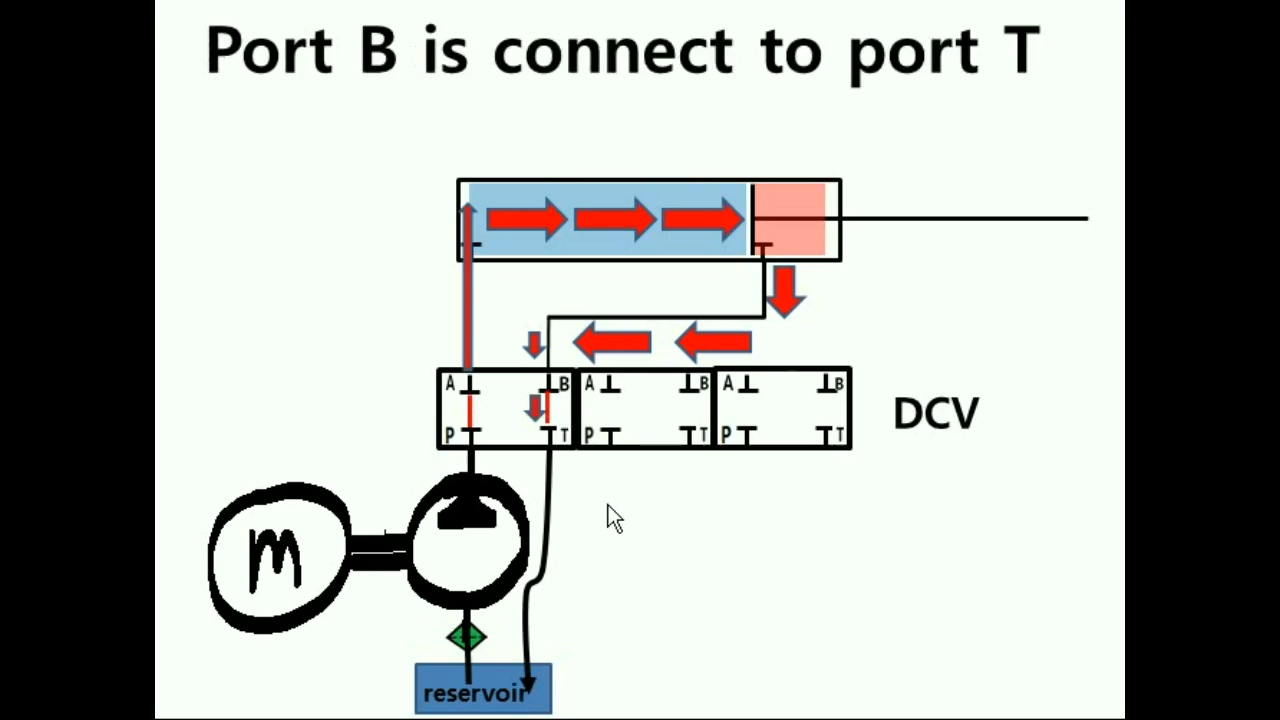 Port B is connect to port T
A B A B A B
DCV
P T P T P T
M
reservoir